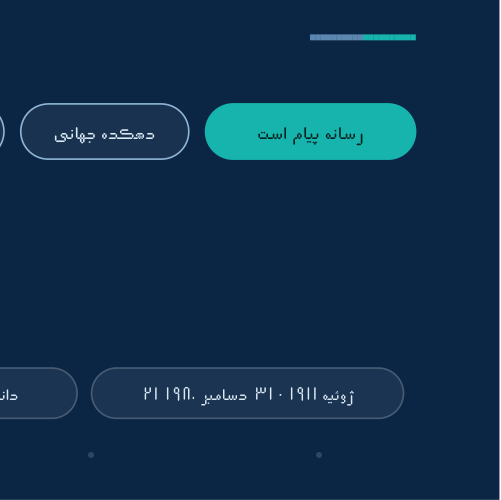 رسانه پیام است
دهکده جهانی
۲۱ ژوئیه ۱۹۱۱ · ۳۱ دسامبر ۱۹۸۰